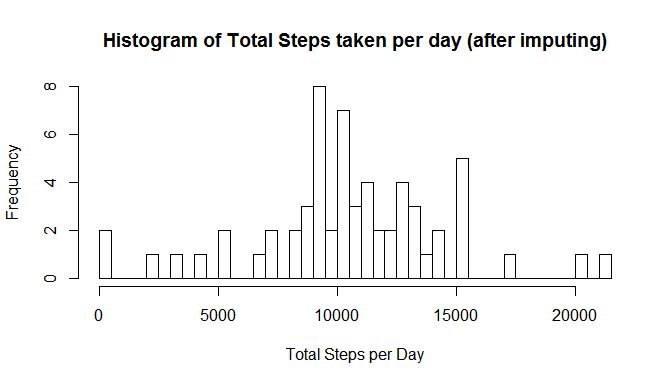 Histogram of Total Steps taken per day (after imputing)
Frequency
8
6
4
2
0
0 5000 10000 15000 20000
Total Steps per Day